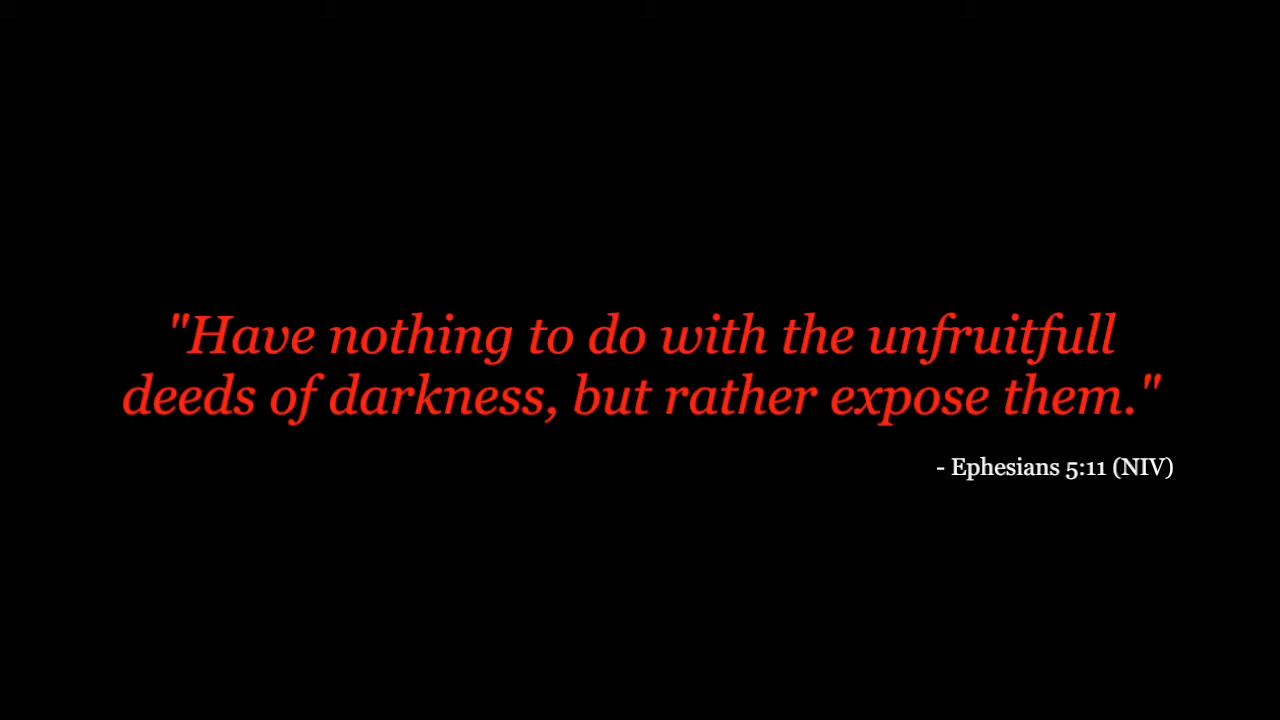 "Have nothing to do with the unfruitfull
deeds of darkness, but rather expose them."
- Ephesians 5:11 (NIV)